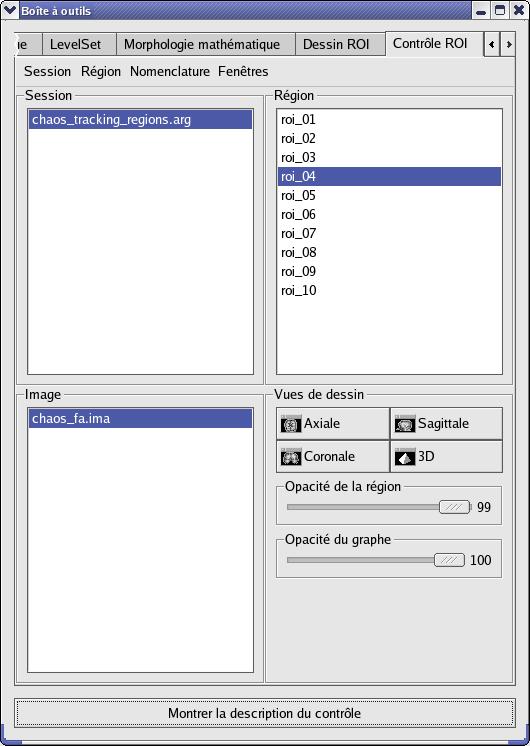 Boîte à outils
LevelSet
Morphologie mathématique
Dessin ROI
Contrôle ROI
Session Région Nomenclature Fenêtres
Session
chaos_tracking_regions.arg
Région
roi_01
roi_02
roi_03
roi_04
roi_05
roi_06
roi_07
roi_08
roi_09
roi_10
Image
chaos_fa.ima
Vues de dessin
Axiale
Sagittale
Coronale
3D
Opacité de la région
99
Opacité du graphe
100
Montrer la description du contrôle